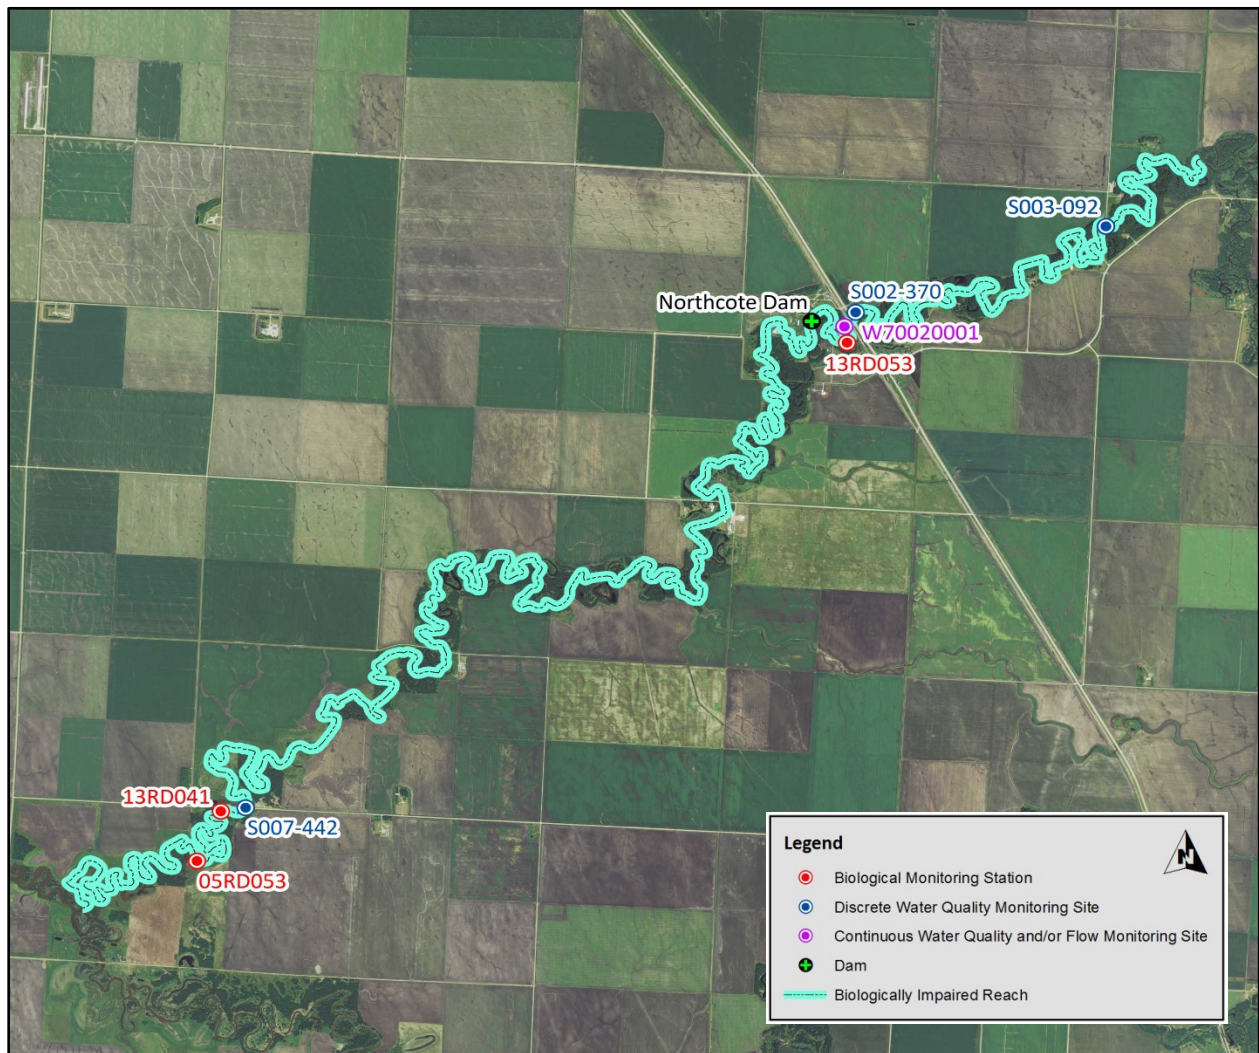 S003-092
S002-370
Northcote Dam
W70020001
13RD053
13RD041
S007-442
05RD053
Legend
N
Biological Monitoring Station
Discrete Water Quality Monitoring Site
Continuous Water Quality and/or Flow Monitoring Site
Dam
Biologically Impaired Reach